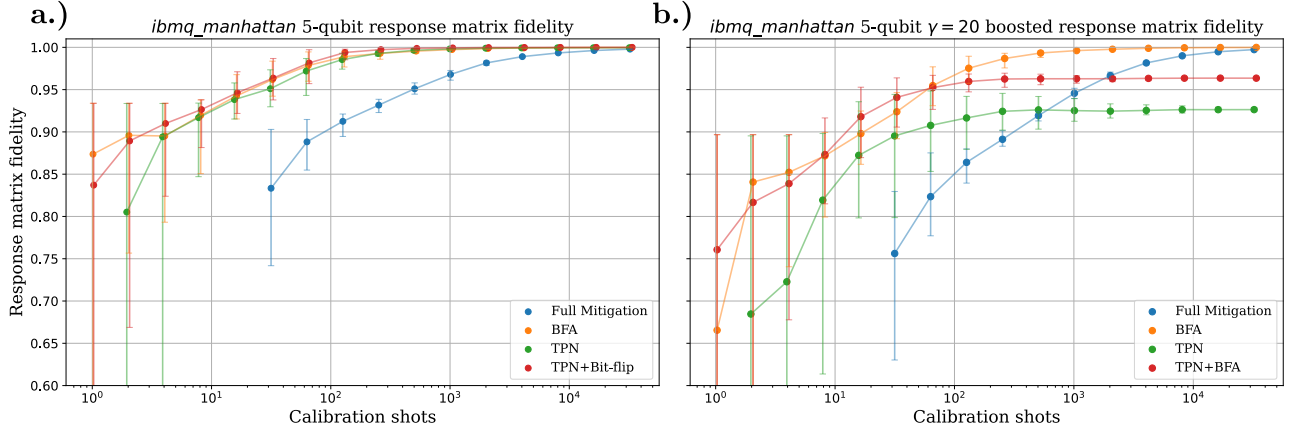 a.)
ibmq_manhattan 5-qubit response matrix fidelity
1.00
0.95
0.90
0.85
0.80
0.75
0.70
0.65
0.60
Response matrix fidelity
10^0
10^1
10^2
10^3
10^4
Calibration shots
Full Mitigation
BFA
TPN
TPN+Bit-flip
b.)
ibmq_manhattan 5-qubit γ = 20 boosted response matrix fidelity
10^0
10^1
10^2
10^3
10^4
Calibration shots
Full Mitigation
BFA
TPN
TPN+BFA